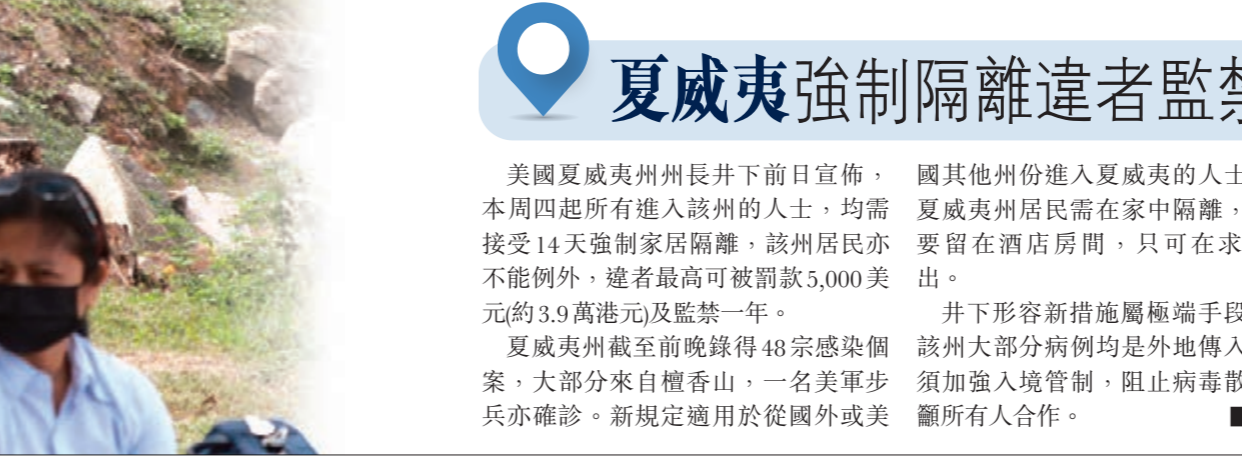 夏威夷強制隔離違者監禁
美國夏威夷州州長井下前日宣佈，
本周四起所有進入該州的人士，均需
接受14天強制家居隔離，該州居民亦
不能例外，違者最高可被罰款5,000美
元(約3.9萬港元)及監禁一年。
夏威夷州截至前晚錄得48宗感染個
案，大部分來自檀香山，一名美軍步
兵亦確診。新規定適用於從國外或美
國其他州份進入夏威夷的人士
夏威夷州居民需在家中隔離，
要留在酒店房間，只可在求
出。
井下形容新措施屬極端手段
該州大部分病例均是外地傳入
須加強入境管制，阻止病毒散
籲所有人合作。